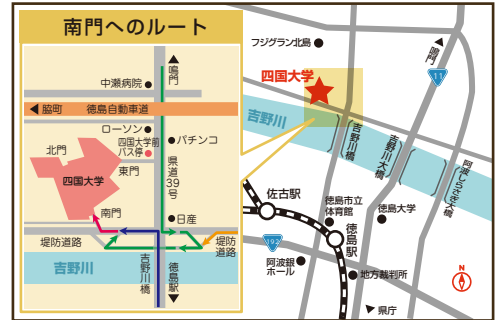 南門へのルート
鳴門
中瀬病院
脇町 徳島自動車道
ローソン
四国大学前
バス停
パチンコ
北門
東門
四国大学
県道39号
南門
日産
堤防道路
堤防
道路
吉野川
吉野川橋
徳島駅
フジグラン北島
鳴門
11
四国大学
吉野川
吉野川橋
吉野川大橋
阿波しらさぎ大橋
佐古駅
徳島市立
体育館
徳島大学
徳島駅
192
阿波銀
ホール
地方裁判所
県庁
N